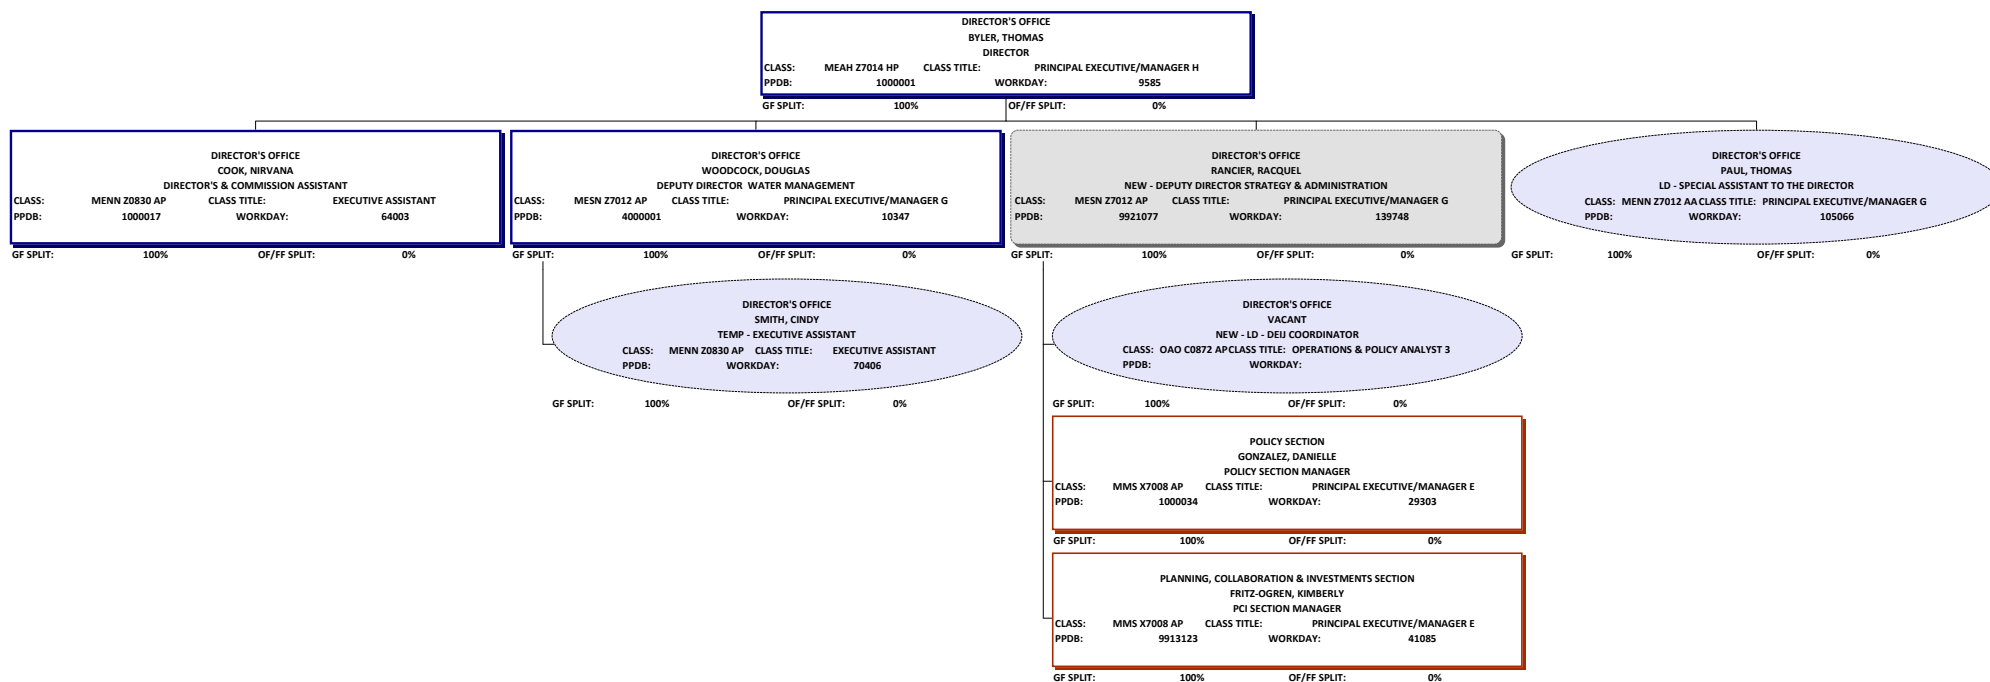 DIRECTOR'S OFFICE
BYLER, THOMAS
DIRECTOR
CLASS: MEAH Z7014 HP CLASS TITLE: PRINCIPAL EXECUTIVE/MANAGER H
PPDB: 1000001 WORKDAY: 9585
GF SPLIT: 100% OF/FF SPLIT: 0%
DIRECTOR'S OFFICE
COOK, NIRVANA
DIRECTOR'S & COMMISSION ASSISTANT
CLASS: MENN Z0830 AP CLASS TITLE: EXECUTIVE ASSISTANT
PPDB: 1000017 WORKDAY: 64003
GF SPLIT: 100% OF/FF SPLIT: 0%
DIRECTOR'S OFFICE
WOODCOCK, DOUGLAS
DEPUTY DIRECTOR WATER MANAGEMENT
CLASS: MESN Z7012 AP CLASS TITLE: PRINCIPAL EXECUTIVE/MANAGER G
PPDB: 4000001 WORKDAY: 10347
GF SPLIT: 100% OF/FF SPLIT: 0%
DIRECTOR'S OFFICE
RANCIER, RACQUEL
NEW - DEPUTY DIRECTOR STRATEGY & ADMINISTRATION
CLASS: MESN Z7012 AP CLASS TITLE: PRINCIPAL EXECUTIVE/MANAGER G
PPDB: 9921077 WORKDAY: 139748
GF SPLIT: 100% OF/FF SPLIT: 0%
DIRECTOR'S OFFICE
PAUL, THOMAS
LD - SPECIAL ASSISTANT TO THE DIRECTOR
CLASS: MENN Z7012 AA CLASS TITLE: PRINCIPAL EXECUTIVE/MANAGER G
PPDB: WORKDAY: 105066
GF SPLIT: 100% OF/FF SPLIT: 0%
DIRECTOR'S OFFICE
SMITH, CINDY
TEMP - EXECUTIVE ASSISTANT
CLASS: MENN Z0830 AP CLASS TITLE: EXECUTIVE ASSISTANT
PPDB: WORKDAY: 70406
GF SPLIT: 100% OF/FF SPLIT: 0%
DIRECTOR'S OFFICE
VACANT
NEW - LD - DEIJ COORDINATOR
CLASS: OAO C0872 AP CLASS TITLE: OPERATIONS & POLICY ANALYST 3
PPDB: WORKDAY:
GF SPLIT: 100% OF/FF SPLIT: 0%
POLICY SECTION
GONZALEZ, DANIELLE
POLICY SECTION MANAGER
CLASS: MMS X7008 AP CLASS TITLE: PRINCIPAL EXECUTIVE/MANAGER E
PPDB: 1000034 WORKDAY: 29303
GF SPLIT: 100% OF/FF SPLIT: 0%
PLANNING, COLLABORATION & INVESTMENTS SECTION
FRITZ-OGREN, KIMBERLY
PCI SECTION MANAGER
CLASS: MMS X7008 AP CLASS TITLE: PRINCIPAL EXECUTIVE/MANAGER E
PPDB: 9913123 WORKDAY: 41085
GF SPLIT: 100% OF/FF SPLIT: 0%